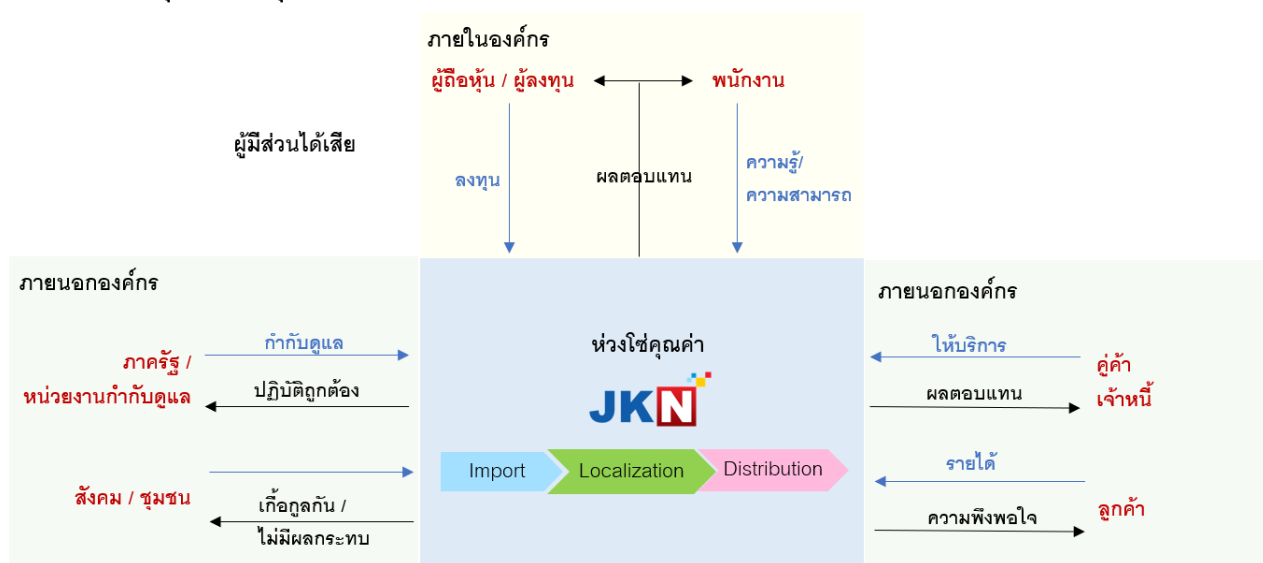 ภายในองค์กร
ผู้ถือหุ้น / ผู้ลงทุน
พนักงาน
ผู้มีส่วนได้เสีย
ลงทุน
ผลตอบแทน
ความรู้/
ความสามารถ
ภายนอกองค์กร
กำกับดูแล
ภาครัฐ /
หน่วยงานกำกับดูแล
ปฏิบัติถูกต้อง
สังคม / ชุมชน
เกื้อกูลกัน /
ไม่มีผลกระทบ
ห่วงโซ่คุณค่า
JKN
Import
Localization
Distribution
ภายนอกองค์กร
ให้บริการ
คู่ค้า
เจ้าหนี้
ผลตอบแทน
รายได้
ลูกค้า
ความพึงพอใจ